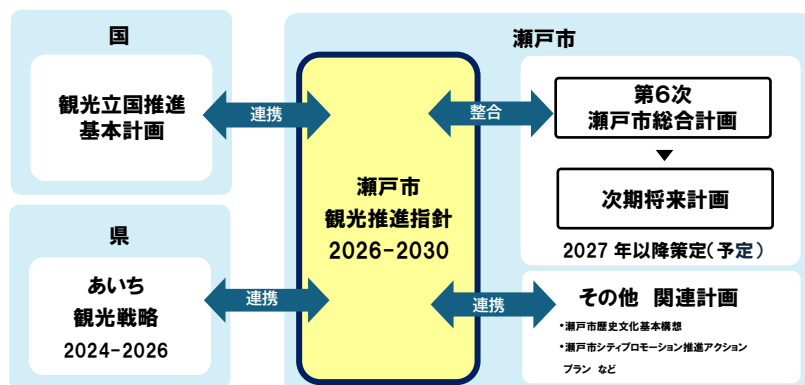 国
観光立国推進
基本計画
連携
県
あいち
観光戦略
2024-2026
連携
瀬戸市
観光推進指針
2026-2030
瀬戸市
整合
第6次
瀬戸市総合計画
▼
次期将来計画
2027年以降策定(予定)
連携
その他 関連計画
・瀬戸市歴史文化基本構想
・瀬戸市シティプロモーション推進アクション
プラン など